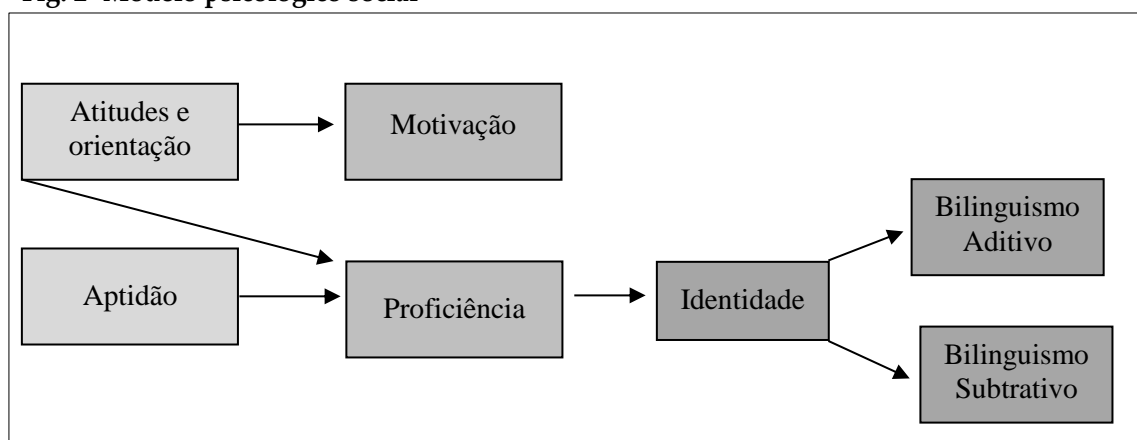 Atitudes e
orientação
Motivação
Bilinguismo
Aditivo
Aptidão
Proficiência
Identidade
Bilinguismo
Subtrativo